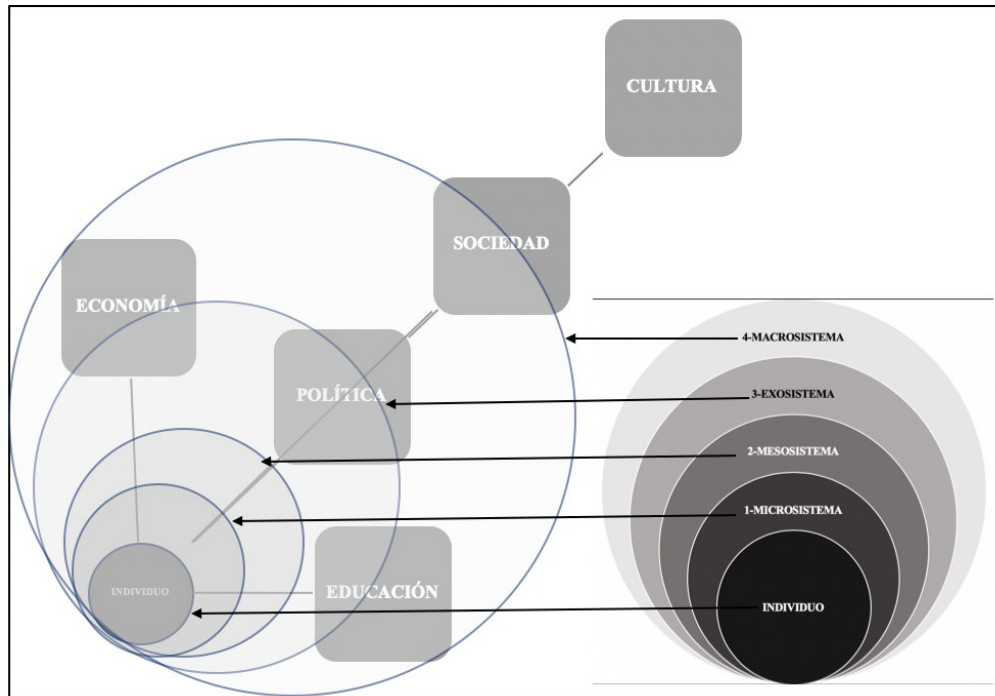 CULTURA
SOCIEDAD
ECONOMÍA
POLÍTICA
INDIVIDUO
EDUCACIÓN
4-MACROSISTEMA
3-EXOSISTEMA
2-MESOSISTEMA
1-MICROSISTEMA
INDIVIDUO